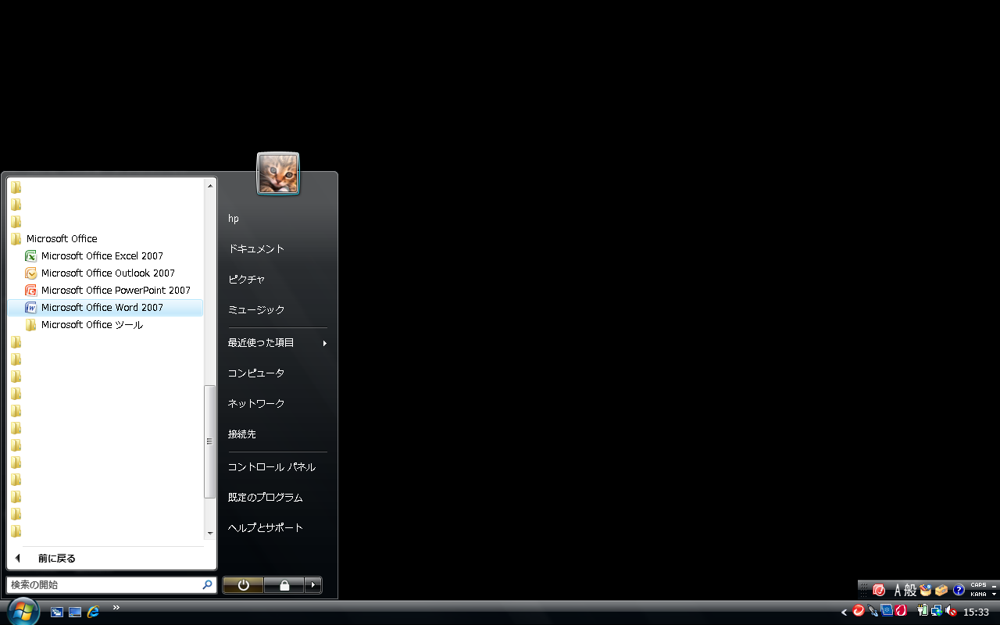 Microsoft Office
Microsoft Office Excel 2007
Microsoft Office Outlook 2007
Microsoft Office PowerPoint 2007
Microsoft Office Word 2007
Microsoft Office ツール
前に戻る
検索の開始
hp
ドキュメント
ピクチャ
ミュージック
最近使った項目
コンピュータ
ネットワーク
接続先
コントロール パネル
既定のプログラム
ヘルプとサポート
A 般
CAPS
KANA
15:33